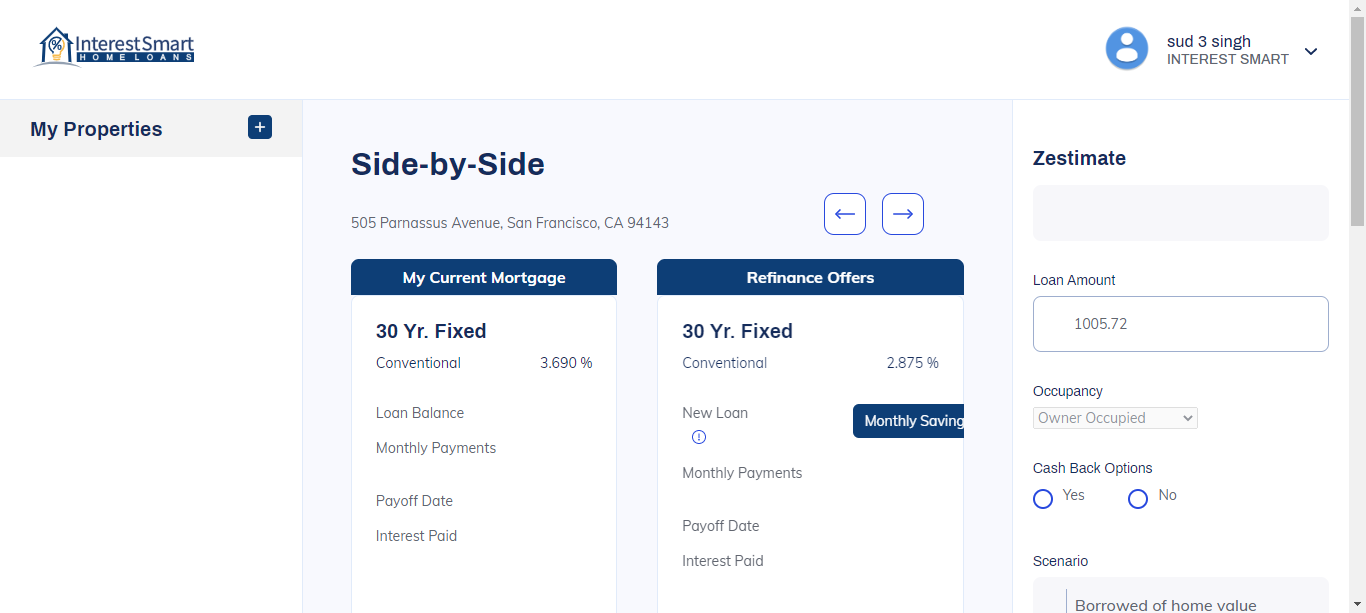 InterestSmart
HOME LOANS
sud 3 singh
INTEREST SMART
My Properties
+
Side-by-Side
505 Parnassus Avenue, San Francisco, CA 94143
My Current Mortgage
30 Yr. Fixed
Conventional 3.690 %
Loan Balance
Monthly Payments
Payoff Date
Interest Paid
Refinance Offers
30 Yr. Fixed
Conventional 2.875 %
New Loan
Monthly Saving
Monthly Payments
Payoff Date
Interest Paid
Zestimate
Loan Amount
1005.72
Occupancy
Owner Occupied
Cash Back Options
Yes No
Scenario
Borrowed of home value